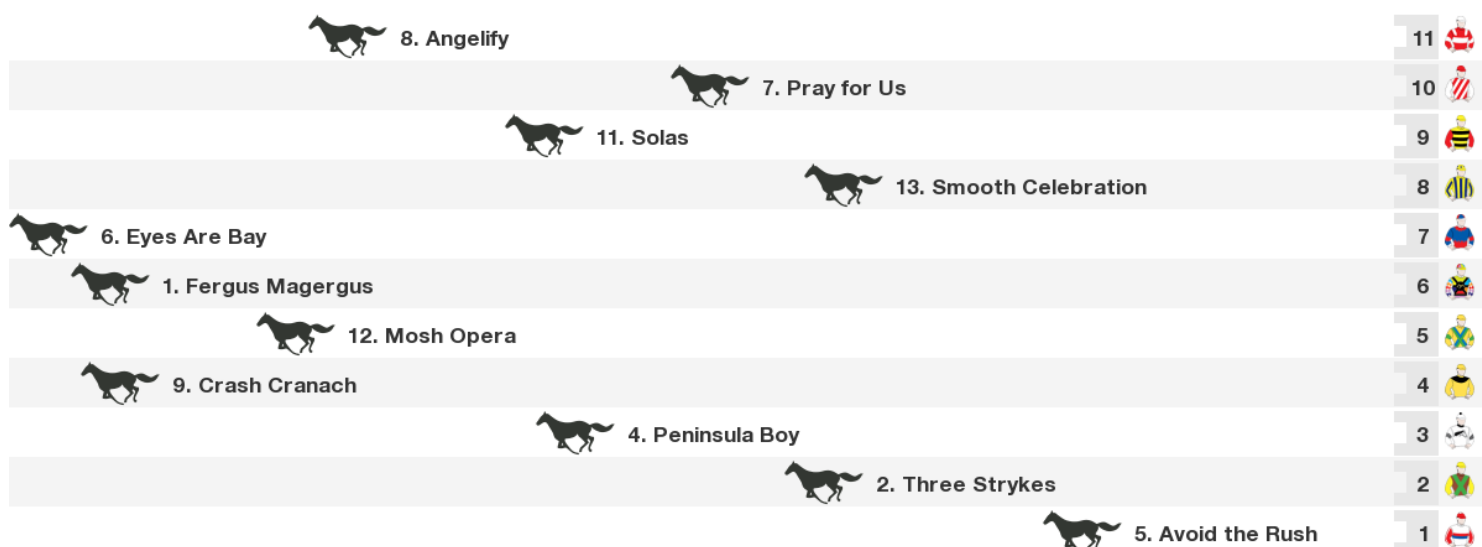 8. Angelify 11
7. Pray for Us 10
11. Solas 9
13. Smooth Celebration 8
6. Eyes Are Bay 7
1. Fergus Magergus 6
12. Mosh Opera 5
9. Crash Cranach 4
4. Peninsula Boy 3
2. Three Strykes 2
5. Avoid the Rush 1